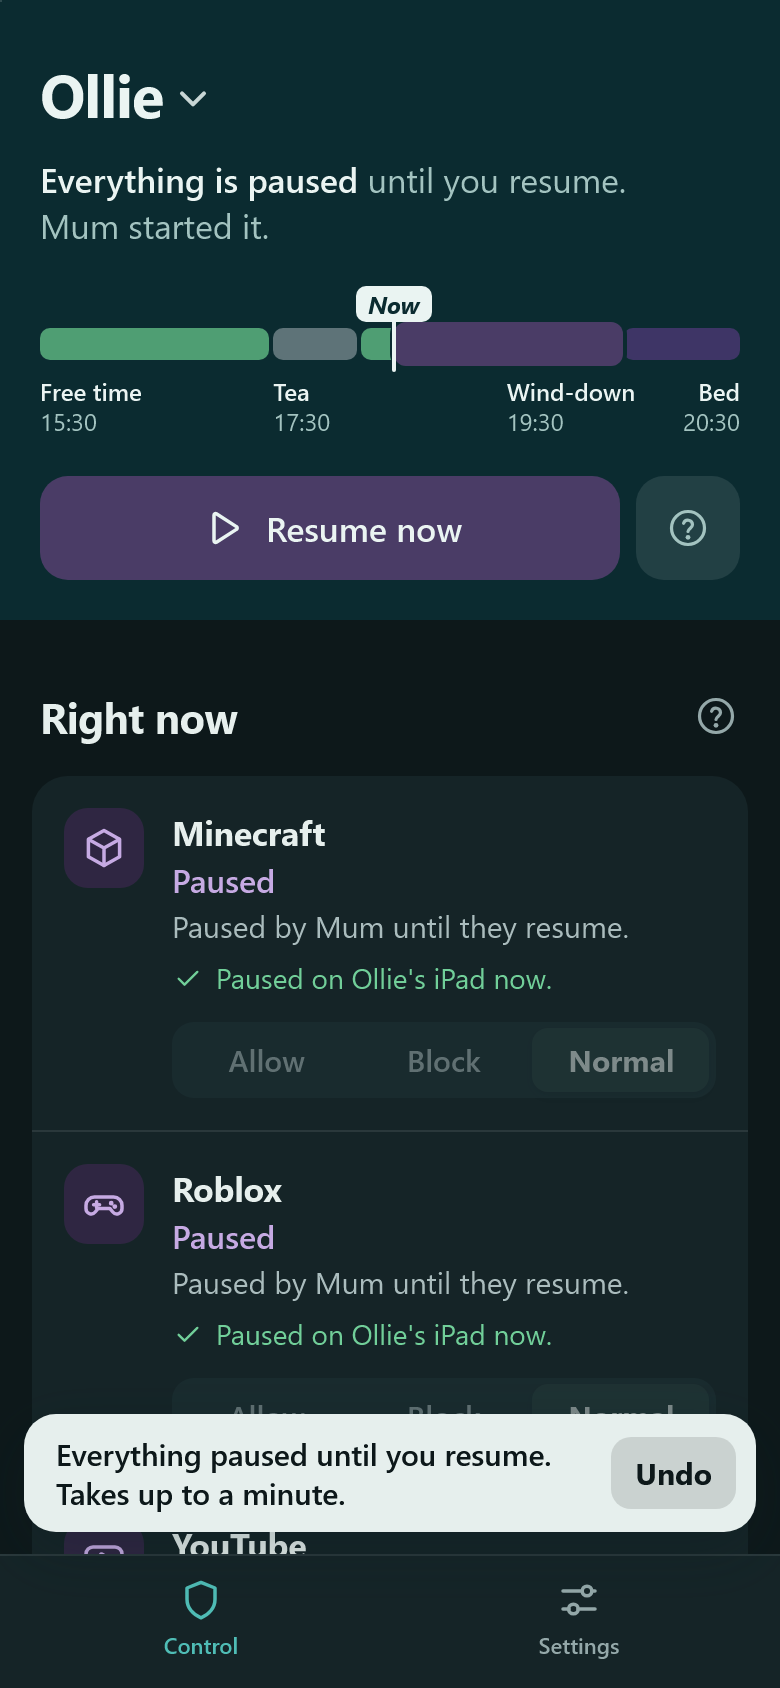 Ollie
Everything is paused until you resume.
Mum started it.
Now
Free time Tea Wind-down Bed
15:30 17:30 19:30 20:30
Resume now
Right now
Minecraft
Paused
Paused by Mum until they resume.
Paused on Ollie's iPad now.
Allow Block Normal
Roblox
Paused
Paused by Mum until they resume.
Paused on Ollie's iPad now.
Allow Block Normal
Everything paused until you resume.
Takes up to a minute.
Undo
YouTube
Control Settings